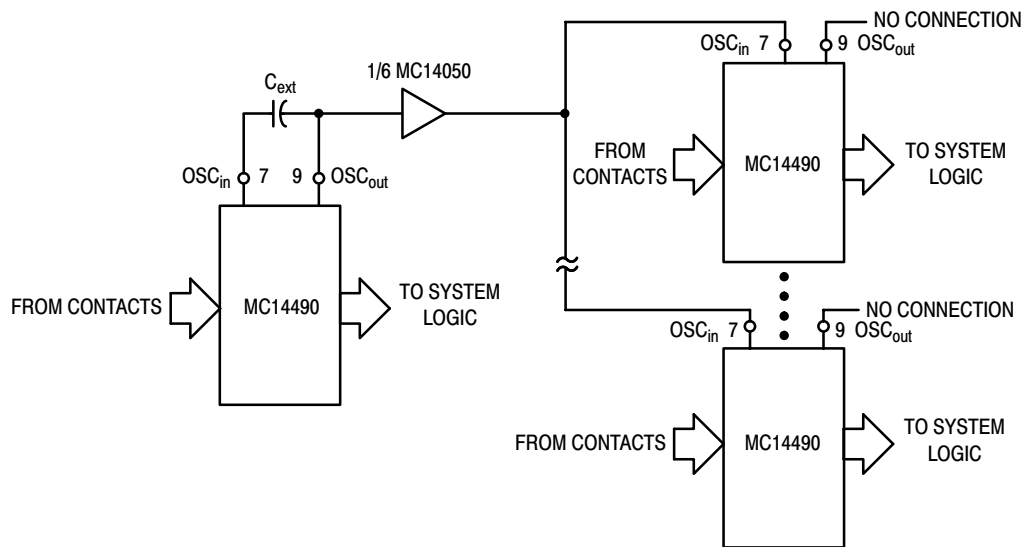 NO CONNECTION
OSCin 7
9 OSCout
1/6 MC14050
Cext
FROM
CONTACTS
MC14490
TO SYSTEM
LOGIC
OSCin 7
9 OSCout
FROM CONTACTS
MC14490
TO SYSTEM
LOGIC
NO CONNECTION
OSCin 7
9 OSCout
FROM CONTACTS
MC14490
TO SYSTEM
LOGIC